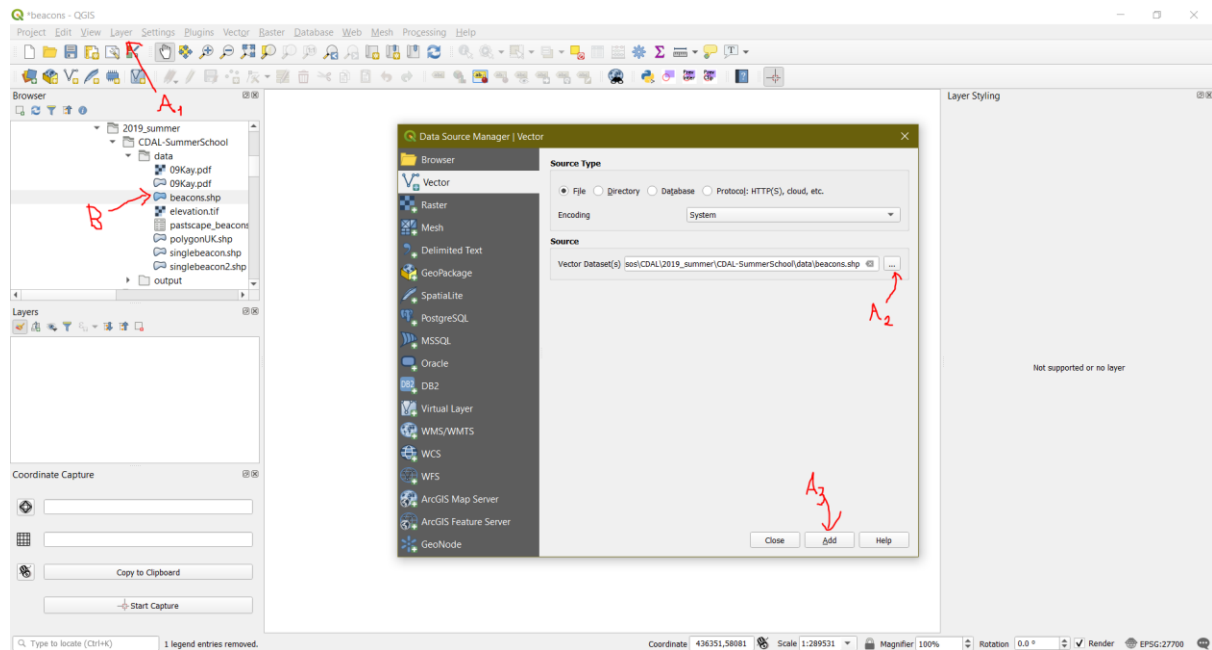 *beacons - QGIS
Project Edit View Layer Settings Plugins Vector Raster Database Web Mesh Processing Help
A1
Browser
2019_summer
CDAL-SummerSchool
data
09Kay.pdf
09Kay.pdf
beacons.shp
B
elevation.tif
pastscape_beacons
polygonUK.shp
singlebeacon.shp
singlebeacon2.shp
output
Layers
Coordinate Capture
Copy to Clipboard
Start Capture
Data Source Manager | Vector
Browser
Vector
Raster
Mesh
Delimited Text
GeoPackage
SpatiaLite
PostgreSQL
MSSQL
Oracle
DB2
Virtual Layer
WMS/WMTS
WCS
WFS
ArcGIS Map Server
ArcGIS Feature Server
GeoNode
Source Type
File Directory Database Protocol: HTTP(S), cloud, etc.
Encoding System
Source
Vector Dataset(s) sos\CDAL\2019_summer\CDAL-SummerSchool\data\beacons.shp ...
A2
A3
Close Add Help
Layer Styling
Not supported or no layer
Type to locate (Ctrl+K) 1 legend entries removed. Coordinate 436351,58081 Scale 1:289531 Magnifier 100% Rotation 0.0 ° Render EPSG:27700